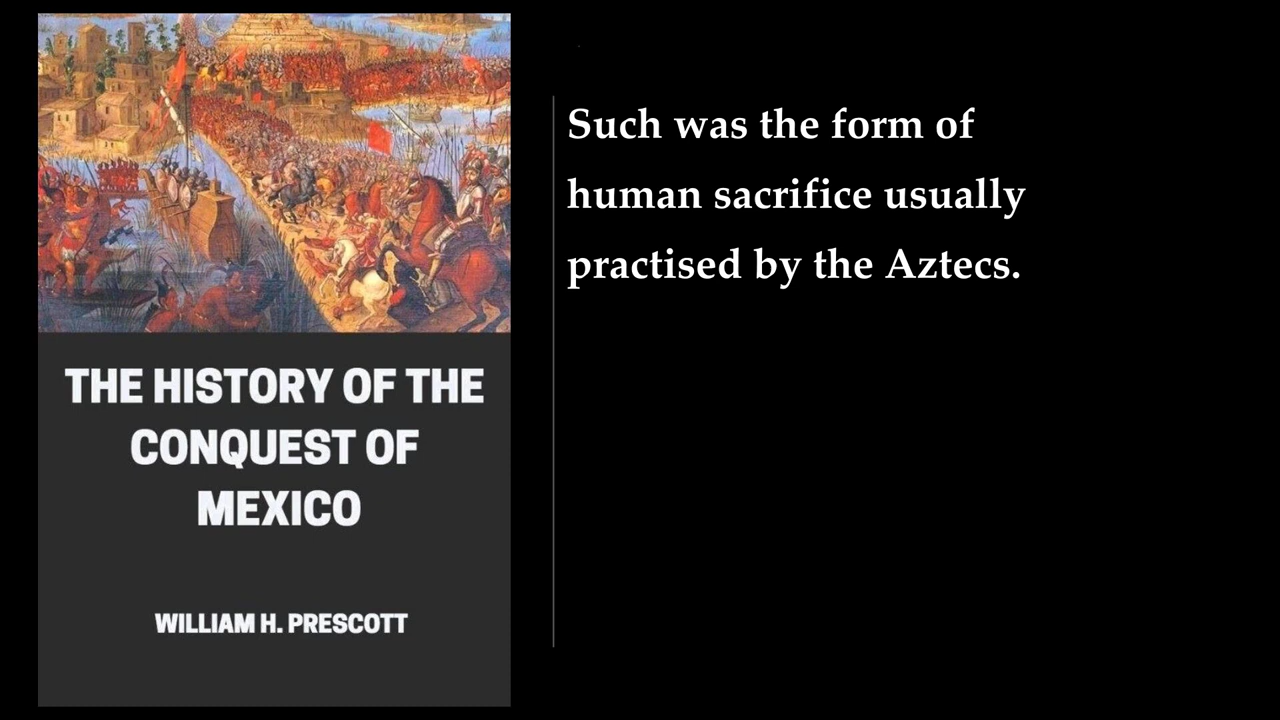 THE HISTORY OF THE
CONQUEST OF
MEXICO
WILLIAM H. PRESCOTT
Such was the form of
human sacrifice usually
practised by the Aztecs.